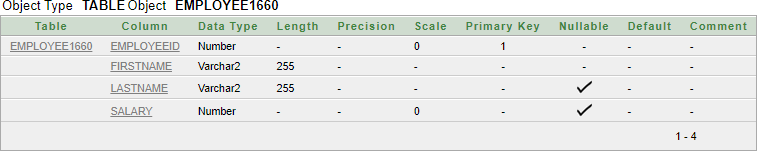 Object Type TABLE Object EMPLOYEE1660
Table Column Data Type Length Precision Scale Primary Key Nullable Default Comment
EMPLOYEE1660 EMPLOYEEID Number - - 0 1 - - -
FIRSTNAME Varchar2 255 - - - - - -
LASTNAME Varchar2 255 - - - ✓ - -
SALARY Number - - 0 - ✓ - -
1 - 4